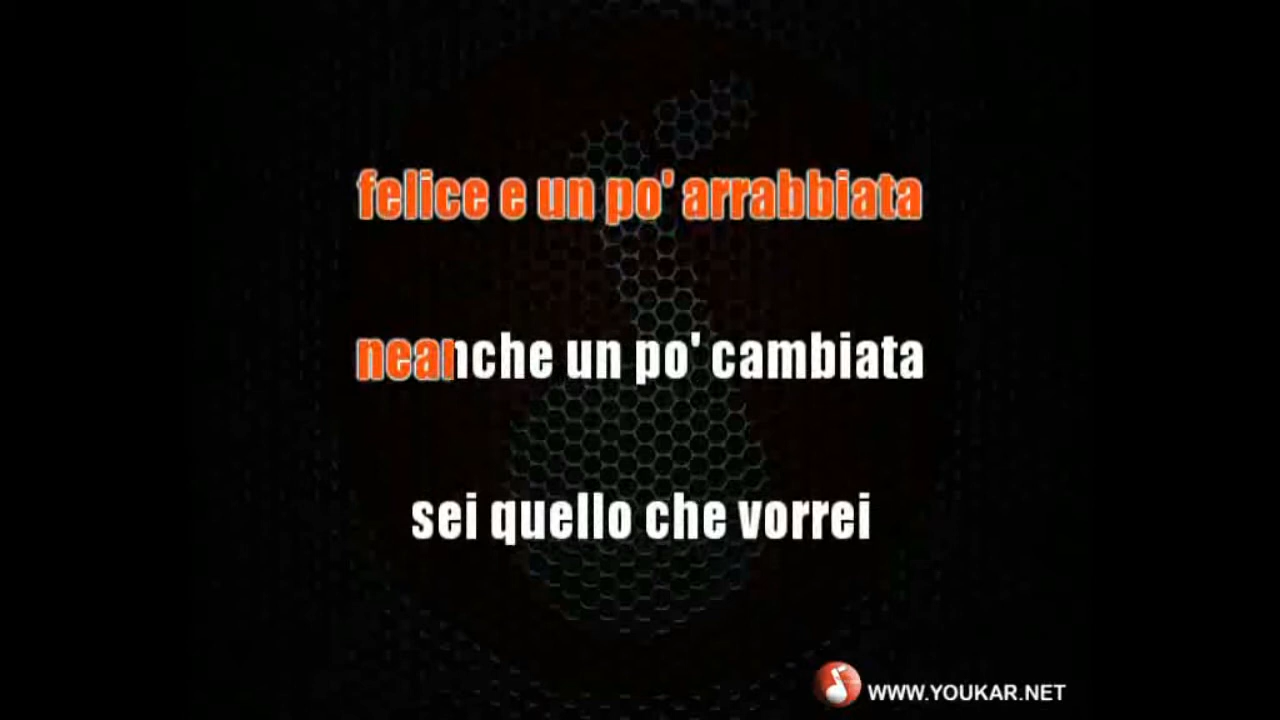 felice e un po' arrabbiata
neanche un po' cambiata
sei quello che vorrei
WWW.YOUKAR.NET